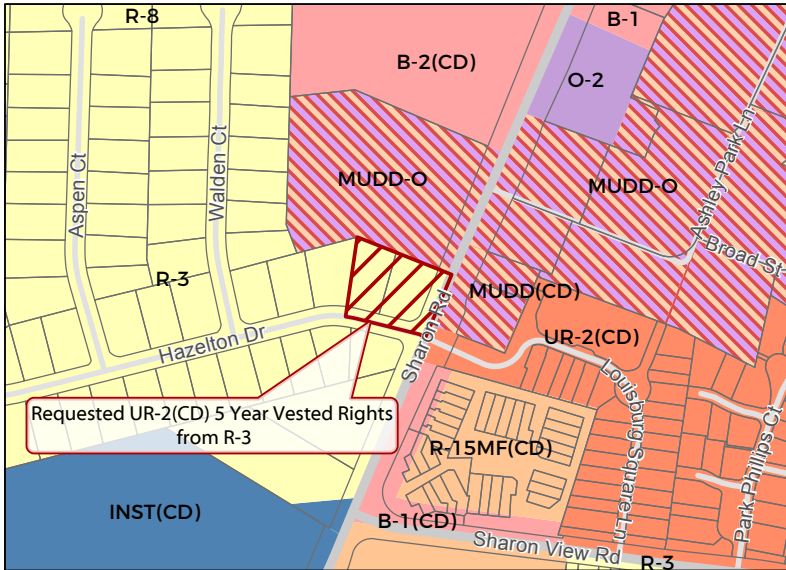 R-8
B-1
B-2(CD)
O-2
Aspen Ct
Walden Ct
MUDD-O
MUDD-O
Ashley-Park-Ln
Broad St
R-3
MUDD(CD)
Sharon Rd
Hazelton Dr
UR-2(CD)
Requested UR-2(CD) 5 Year Vested Rights
from R-3
Louisburg Square Ln
R-15MF(CD)
Park Phillips Ct
INST(CD)
B-1(CD)
Sharon View Rd
R-3